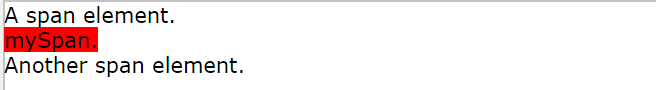 A span element.
mySpan.
Another span element.